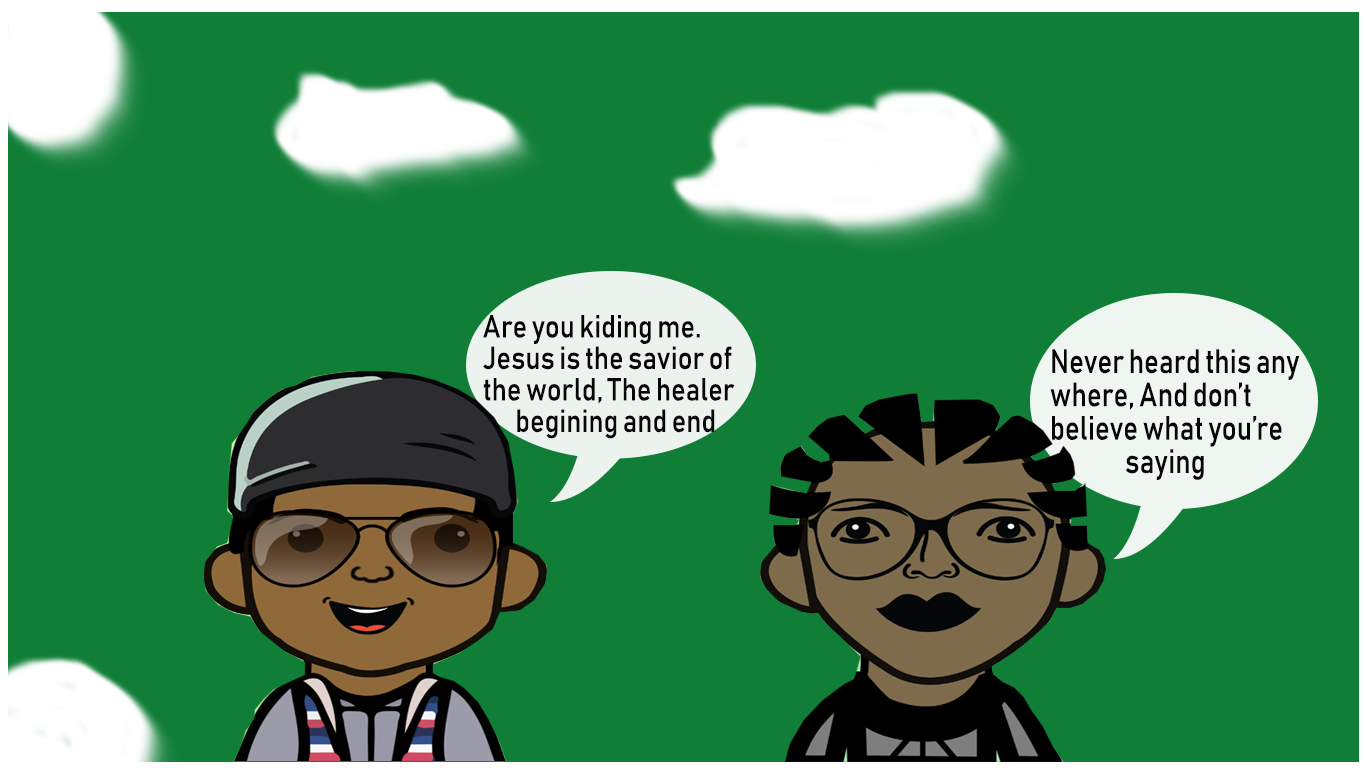 Are you kiding me.
Jesus is the savior of
the world, The healer
begining and end
Never heard this any
where, And don't
believe what you're
saying